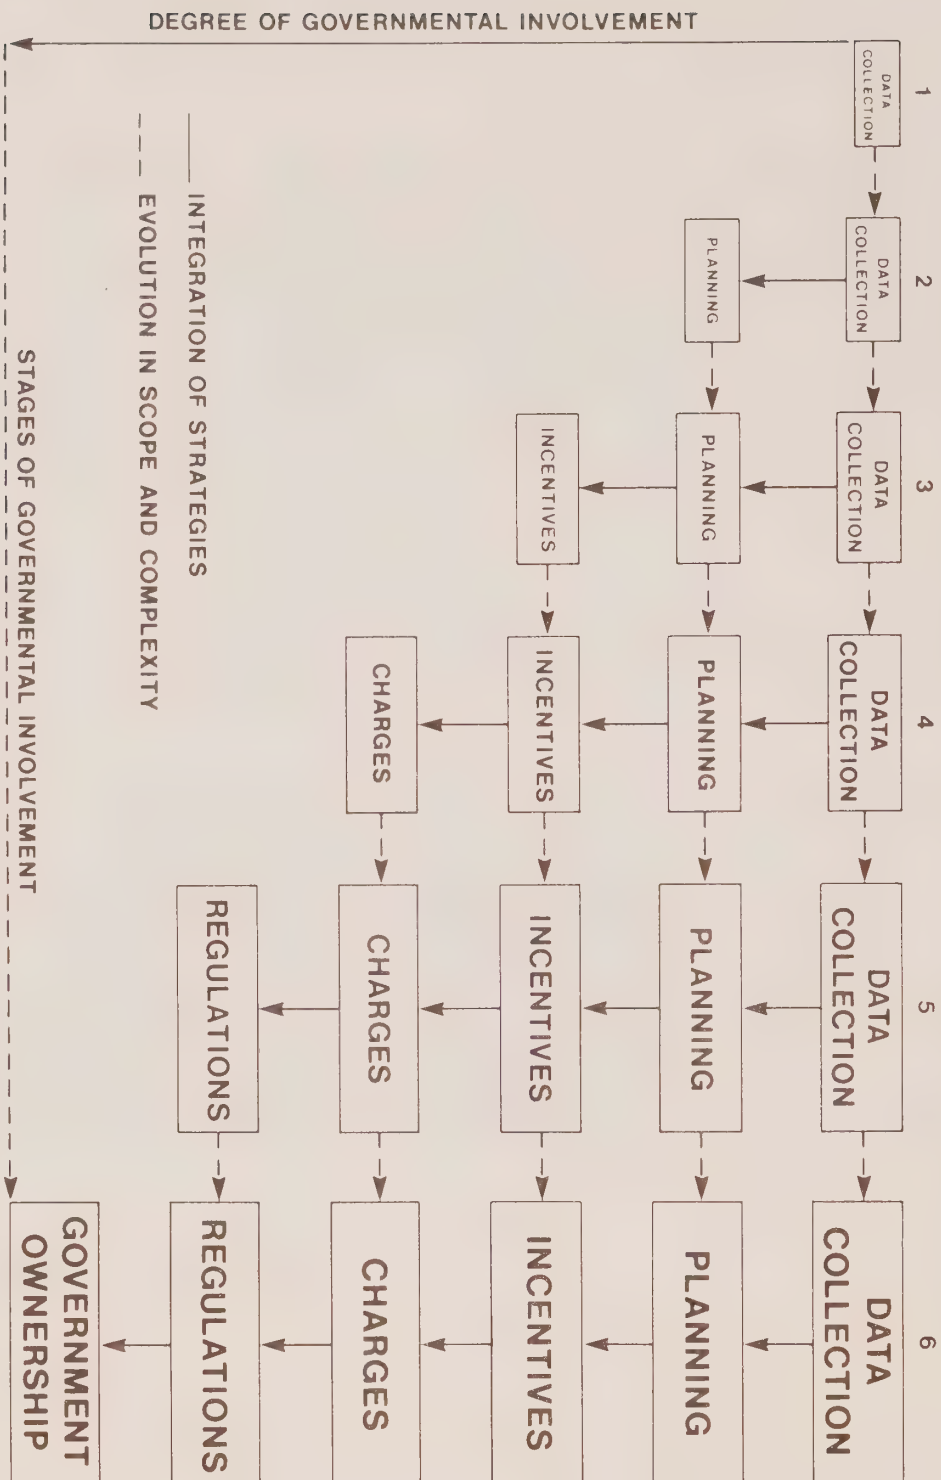 1
2
3
4
5
6
DATA
COLLECTION
DATA
COLLECTION
DATA
COLLECTION
DATA
COLLECTION
DATA
COLLECTION
DATA
COLLECTION
PLANNING
PLANNING
PLANNING
PLANNING
PLANNING
INCENTIVES
INCENTIVES
INCENTIVES
INCENTIVES
CHARGES
CHARGES
CHARGES
REGULATIONS
REGULATIONS
GOVERNMENT
OWNERSHIP
DEGREE OF GOVERNMENTAL INVOLVEMENT
INTEGRATION OF STRATEGIES
EVOLUTION IN SCOPE AND COMPLEXITY
STAGES OF GOVERNMENTAL INVOLVEMENT